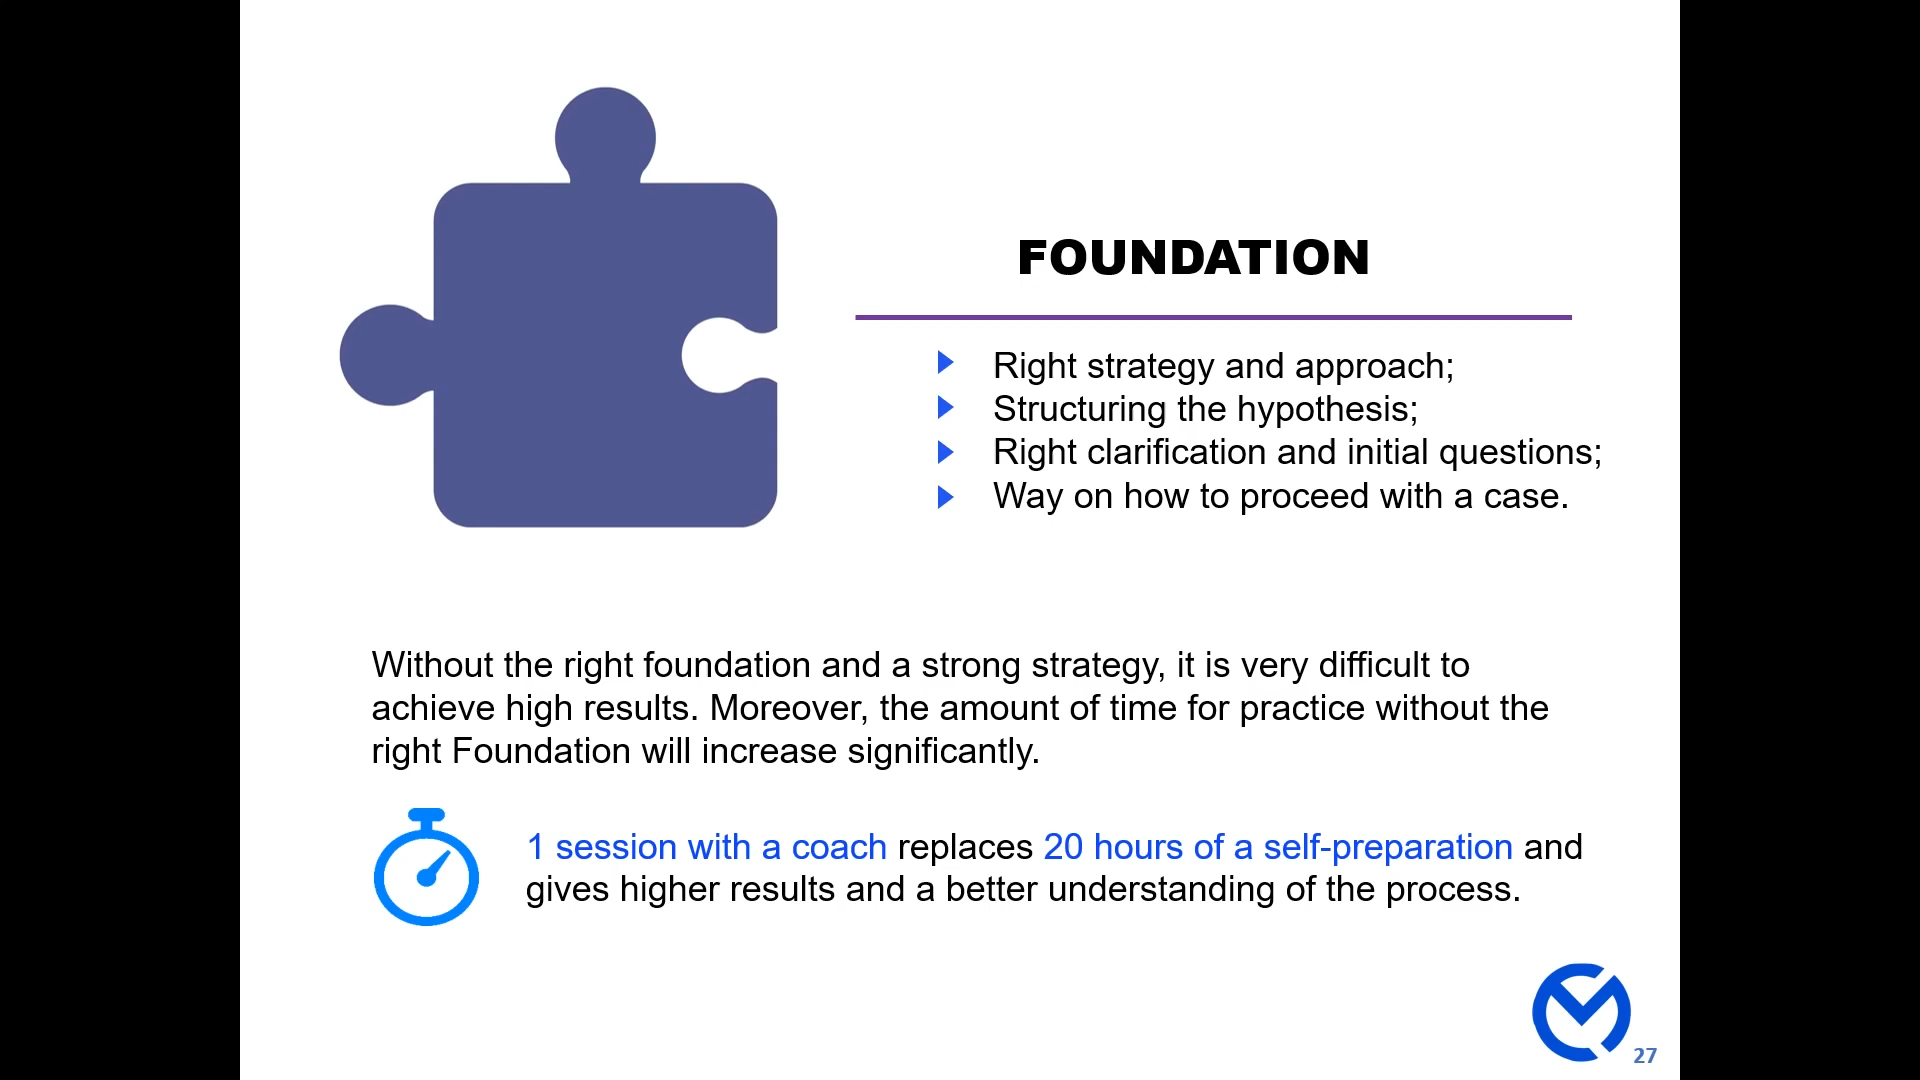 FOUNDATION
Right strategy and approach;
Structuring the hypothesis;
Right clarification and initial questions;
Way on how to proceed with a case.
Without the right foundation and a strong strategy, it is very difficult to
achieve high results. Moreover, the amount of time for practice without the
right Foundation will increase significantly.
1 session with a coach replaces 20 hours of a self-preparation and
gives higher results and a better understanding of the process.
27